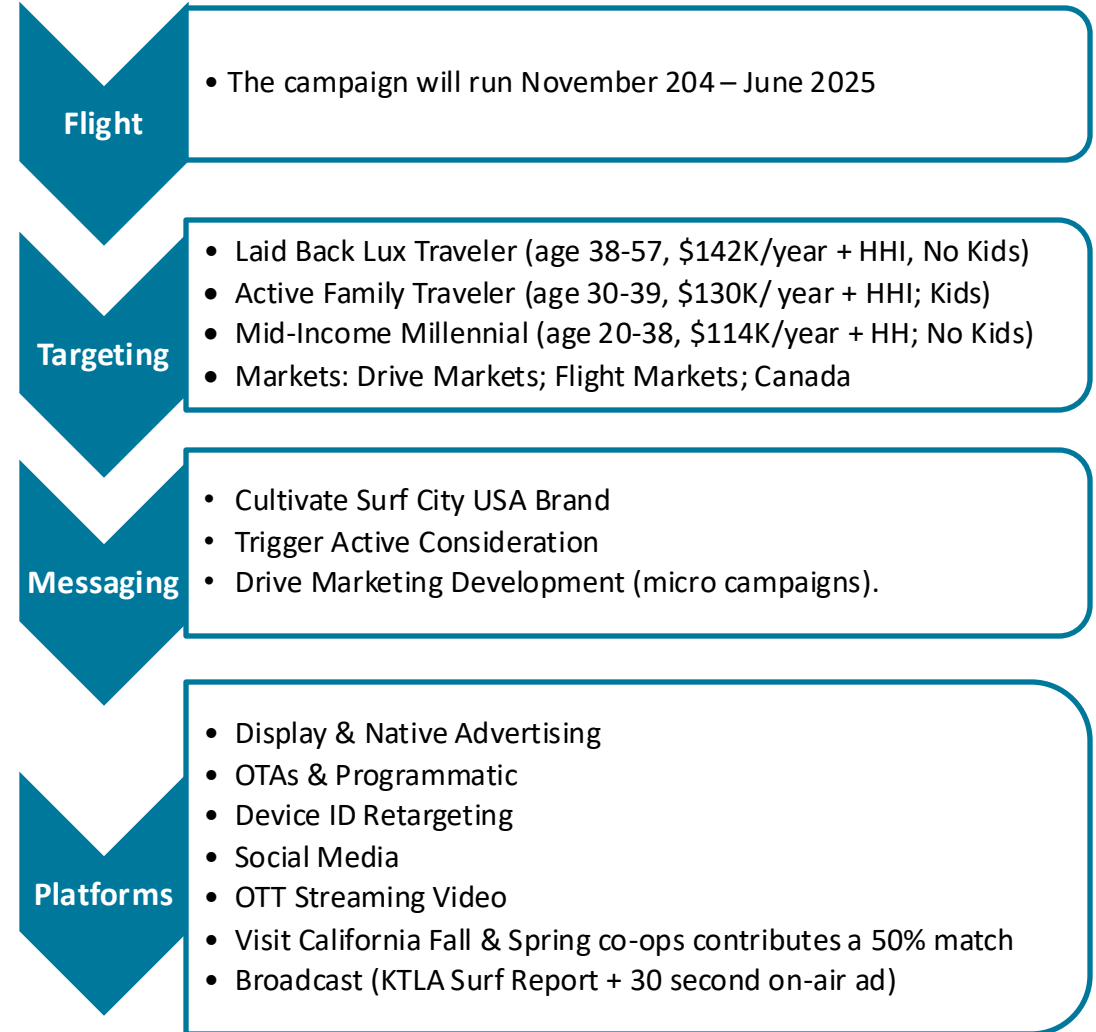 Flight
• The campaign will run November 204 – June 2025
Targeting
• Laid Back Lux Traveler (age 38-57, $142K/year + HHI, No Kids)
• Active Family Traveler (age 30-39, $130K/ year + HHI; Kids)
• Mid-Income Millennial (age 20-38, $114K/year + HH; No Kids)
• Markets: Drive Markets; Flight Markets; Canada
Messaging
• Cultivate Surf City USA Brand
• Trigger Active Consideration
• Drive Marketing Development (micro campaigns).
Platforms
• Display & Native Advertising
• OTAs & Programmatic
• Device ID Retargeting
• Social Media
• OTT Streaming Video
• Visit California Fall & Spring co-ops contributes a 50% match
• Broadcast (KTLA Surf Report + 30 second on-air ad)